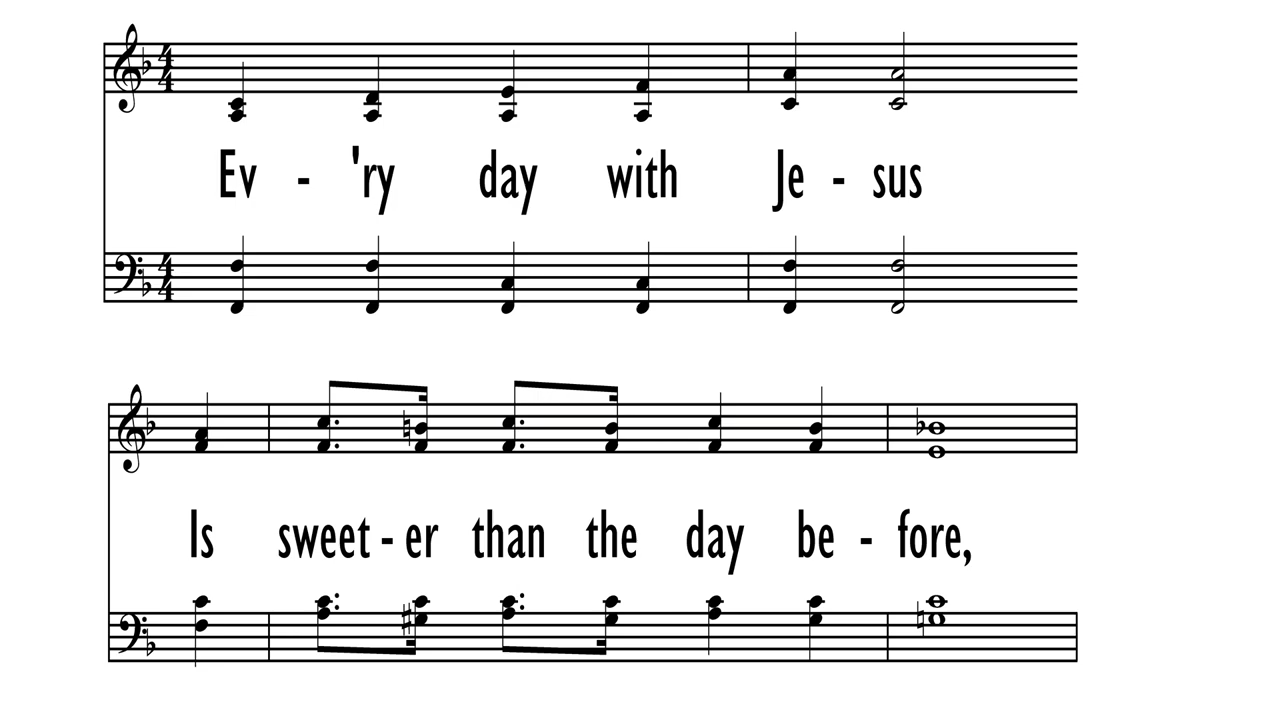 Ev - 'ry day with Je - sus
Is sweet - er than the day be - fore,